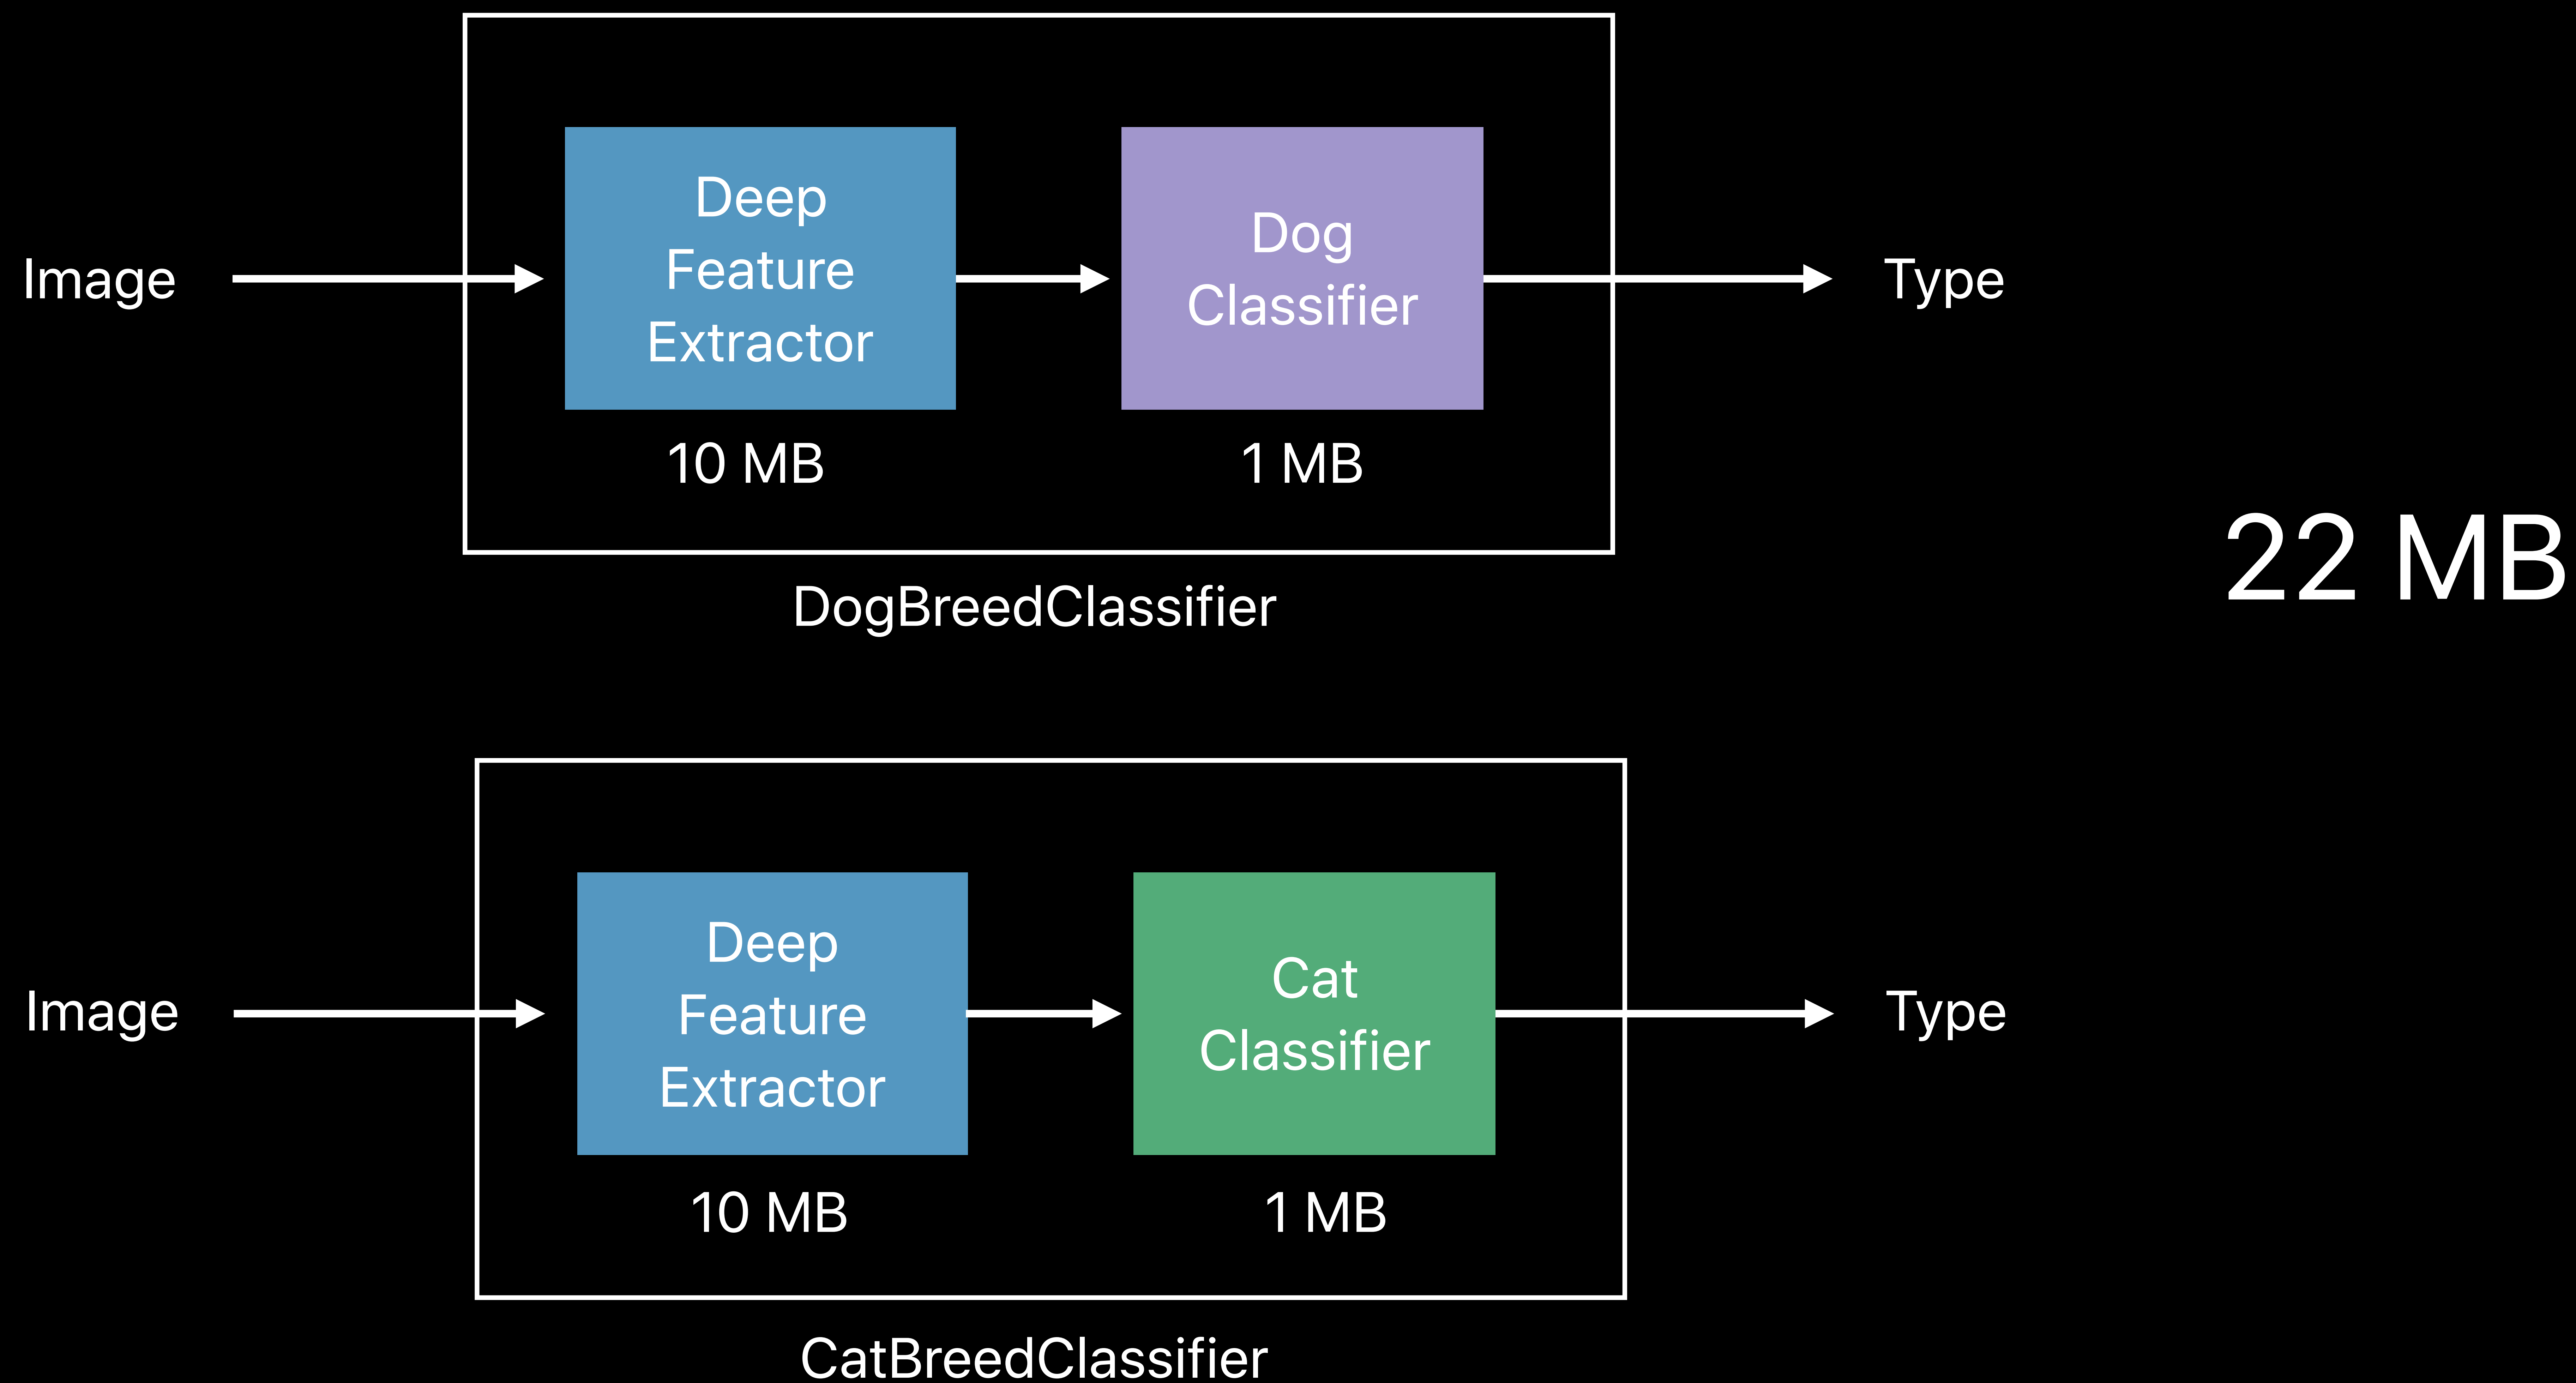 Image
Deep
Feature
Extractor
10 MB
Dog
Classifier
1 MB
Type
DogBreedClassifier
22 MB
Image
Deep
Feature
Extractor
10 MB
Cat
Classifier
1 MB
Type
CatBreedClassifier